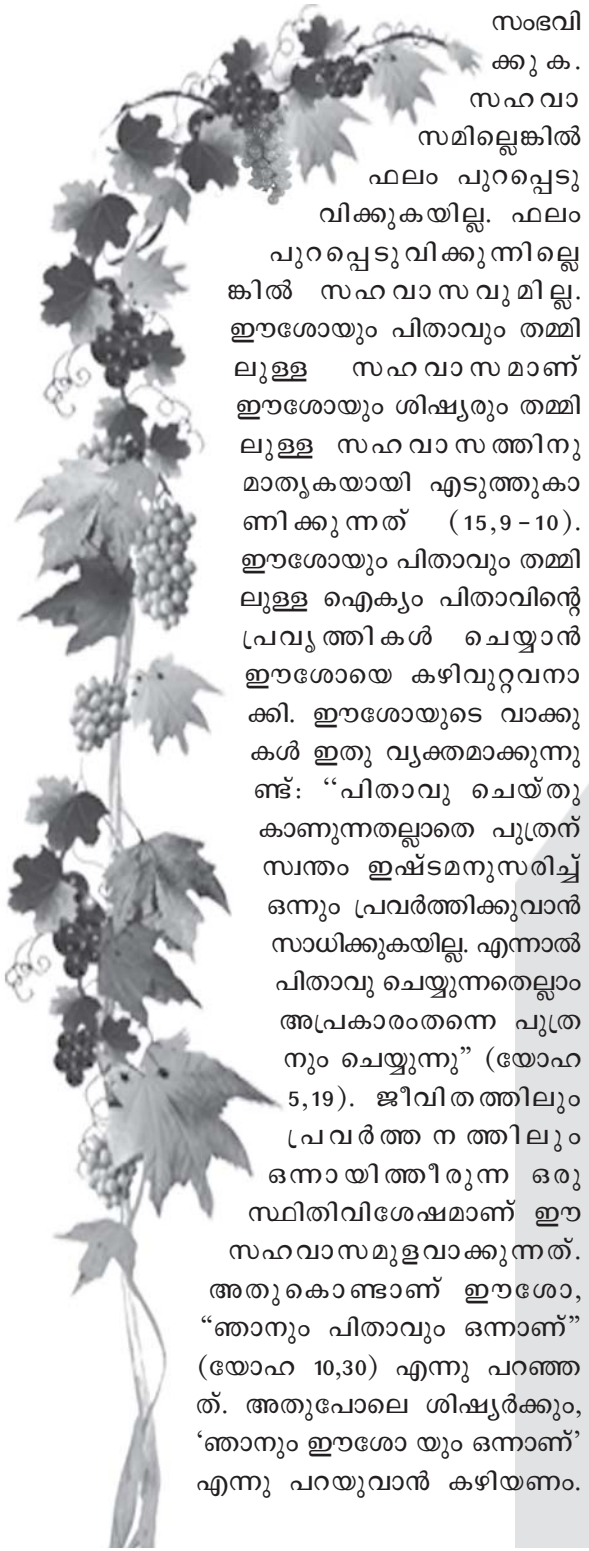 സംഭവി
ക്കുക.
സഹവാ
സമില്ലെങ്കിൽ
ഫലം പുറപ്പെടു
വിക്കുകയില്ല. ഫലം
പുറപ്പെടുവിക്കുന്നില്ലെ
ങ്കിൽ സഹവാസവുമില്ല.
ഈശോയും പിതാവും തമ്മി
ലുള്ള സഹവാസമാണ്
ഈശോയും ശിഷ്യരും തമ്മി
ലുള്ള സഹവാസത്തിനു
മാതൃകയായി എടുത്തുകാ
ണിക്കുന്നത് (15,9-10).
ഈശോയും പിതാവും തമ്മി
ലുള്ള ഐക്യം പിതാവിന്റെ
പ്രവൃത്തികൾ ചെയ്യാൻ
ഈശോയെ കഴിവുറ്റവനാ
ക്കി. ഈശോയുടെ വാക്കു
കൾ ഇതു വ്യക്തമാക്കുന്നു
ണ്ട്: “പിതാവു ചെയ്തു
കാണുന്നതല്ലാതെ പുത്രന്
സ്വന്തം ഇഷ്ടമനുസരിച്ച്
ഒന്നും പ്രവർത്തിക്കുവാൻ
സാധിക്കുകയില്ല. എന്നാൽ
പിതാവു ചെയ്യുന്നതെല്ലാം
അപ്രകാരംതന്നെ പുത്ര
നും ചെയ്യുന്നു” (യോഹ
5,19). ജീവിതത്തിലും
പ്രവർത്തനത്തിലും
ഒന്നായിത്തീരുന്ന ഒരു
സ്ഥിതിവിശേഷമാണ് ഈ
സഹവാസമുളവാക്കുന്നത്.
അതുകൊണ്ടാണ് ഈശോ,
“ഞാനും പിതാവും ഒന്നാണ്”
(യോഹ 10,30) എന്നു പറഞ്ഞ
ത്. അതുപോലെ ശിഷ്യർക്കും,
‘ഞാനും ഈശോ യും ഒന്നാണ്’
എന്നു പറയുവാൻ കഴിയണം.